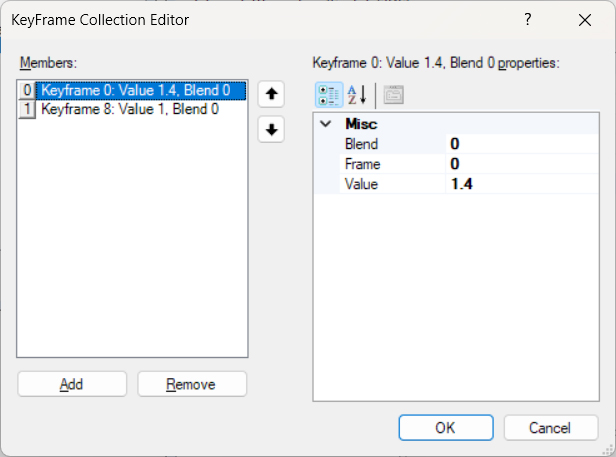 KeyFrame Collection Editor
?
Members:
Keyframe 0: Value 1.4, Blend 0 properties:
0 Keyframe 0: Value 1.4, Blend 0
1 Keyframe 8: Value 1, Blend 0
A
Z
Misc
Blend 0
Frame 0
Value 1.4
Add
Remove
OK
Cancel